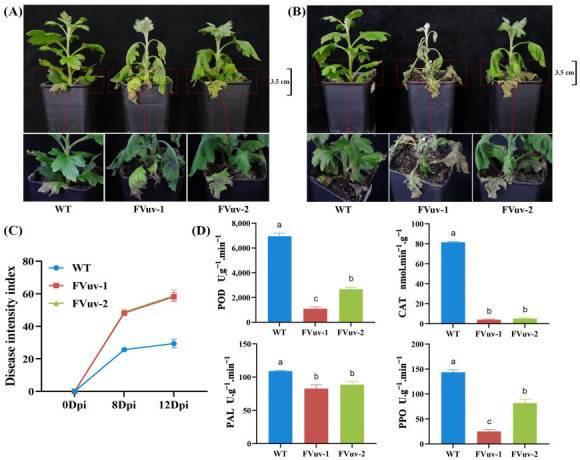 (A)
3.5 cm
WT FVuv-1 FVuv-2
(B)
3.5 cm
WT FVuv-1 FVuv-2
(C)
Disease intensity index
80
60
40
20
0
WT
FVuv-1
FVuv-2
0Dpi 8Dpi 12Dpi
(D)
POD U.g⁻¹.min⁻¹
8,000
6,000
4,000
2,000
0
a
c
b
WT FVuv-1 FVuv-2
CAT nmol.min⁻¹.g⁻¹
100
80
60
40
20
0
a
b
b
WT FVuv-1 FVuv-2
PAL U.g⁻¹.min⁻¹
150
100
50
0
a
b
b
WT FVuv-1 FVuv-2
PPO U.g⁻¹.min⁻¹
200
150
100
50
0
a
c
b
WT FVuv-1 FVuv-2